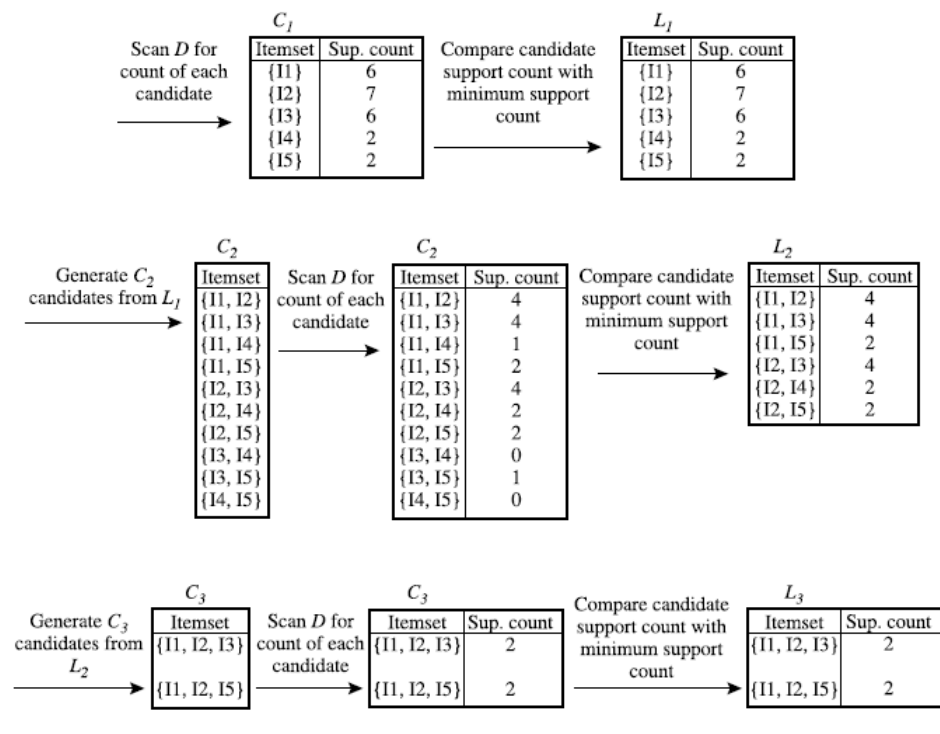 C1
L1
Scan D for
count of each
candidate
Itemset Sup. count
{I1} 6
{I2} 7
{I3} 6
{I4} 2
{I5} 2
Compare candidate
support count with
minimum support
count
Itemset Sup. count
{I1} 6
{I2} 7
{I3} 6
{I4} 2
{I5} 2
C2
C2
L2
Generate C2
candidates from L1
Itemset
{I1, I2}
{I1, I3}
{I1, I4}
{I1, I5}
{I2, I3}
{I2, I4}
{I2, I5}
{I3, I4}
{I3, I5}
{I4, I5}
Scan D for
count of each
candidate
Itemset Sup. count
{I1, I2} 4
{I1, I3} 4
{I1, I4} 1
{I1, I5} 2
{I2, I3} 4
{I2, I4} 2
{I2, I5} 2
{I3, I4} 0
{I3, I5} 1
{I4, I5} 0
Compare candidate
support count with
minimum support
count
Itemset Sup. count
{I1, I2} 4
{I1, I3} 4
{I1, I5} 2
{I2, I3} 4
{I2, I4} 2
{I2, I5} 2
C3
C3
L3
Generate C3
candidates from
L2
Itemset
{I1, I2, I3}
{I1, I2, I5}
Scan D for
count of each
candidate
Itemset Sup. count
{I1, I2, I3} 2
{I1, I2, I5} 2
Compare candidate
support count with
minimum support
count
Itemset Sup. count
{I1, I2, I3} 2
{I1, I2, I5} 2